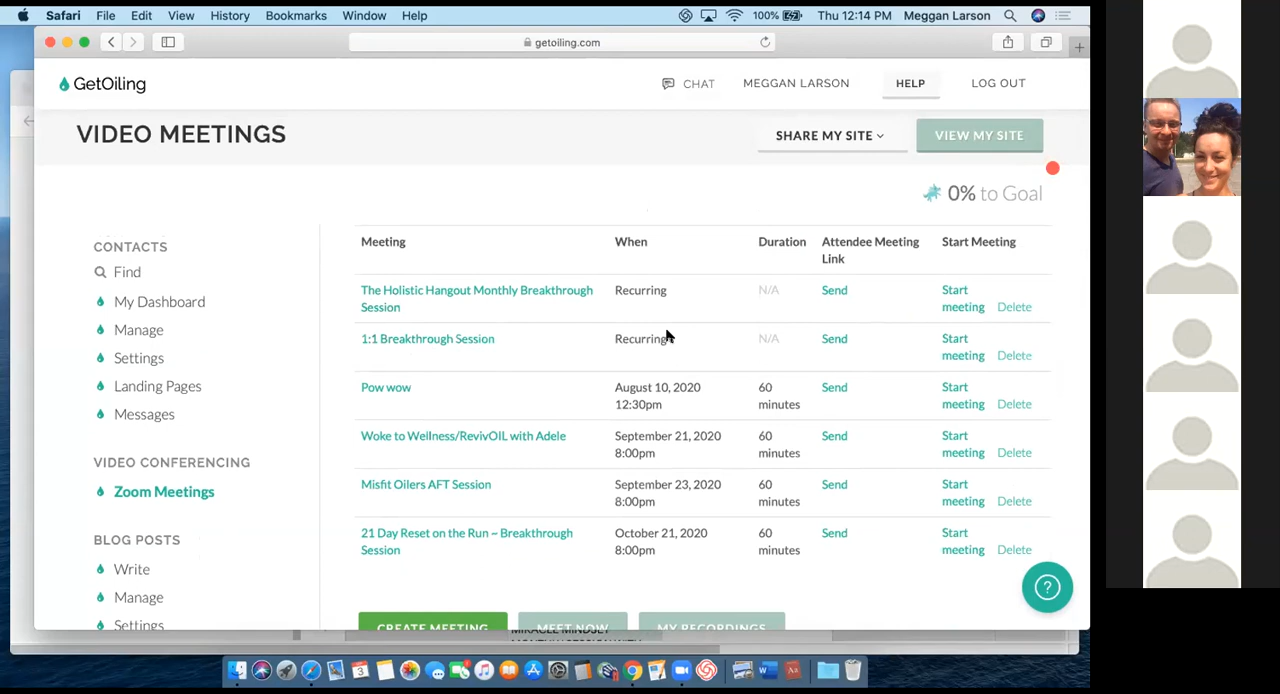 Safari File Edit View History Bookmarks Window Help 100% Thu 12:14 PM Meggan Larson
getoiling.com
GetOiling CHAT MEGGAN LARSON HELP LOG OUT
VIDEO MEETINGS SHARE MY SITE VIEW MY SITE
0% to Goal
CONTACTS
Find
My Dashboard
Manage
Settings
Landing Pages
Messages
VIDEO CONFERENCING
Zoom Meetings
BLOG POSTS
Write
Manage
Settings
Meeting When Duration Attendee Meeting Start Meeting
Link
The Holistic Hangout Monthly Breakthrough Recurring N/A Send Start
Session meeting Delete
1:1 Breakthrough Session Recurring N/A Send Start
meeting Delete
Pow wow August 10, 2020 60 Send Start
12:30pm minutes meeting Delete
Woke to Wellness/RevivOIL with Adele September 21, 2020 60 Send Start
8:00pm minutes meeting Delete
Misfit Oilers AFT Session September 23, 2020 60 Send Start
8:00pm minutes meeting Delete
21 Day Reset on the Run ~ Breakthrough October 21, 2020 60 Send Start
Session 8:00pm minutes meeting Delete
CREATE MEETING MEET NOW MY RECORDINGS
MIRACLE MINDSET